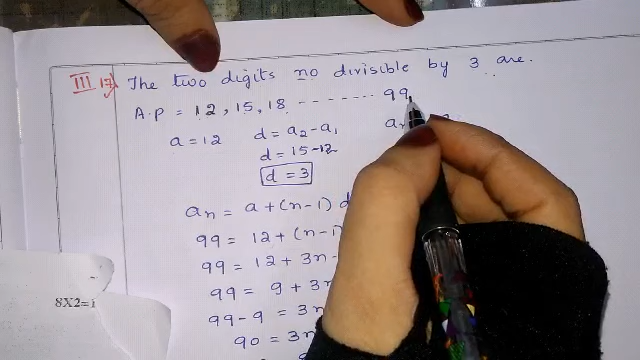 III 17) The two digits no divisible by 3 are.
A.P = 12, 15, 18 ------- 99
a = 12 d = a₂ - a₁
d = 15 - 12
d = 3
aₙ = a + (n - 1) d
99 = 12 + (n - 1)
99 = 12 + 3n -
99 = 9 + 3n
99 - 9 = 3n
90 = 3n
8X2=1